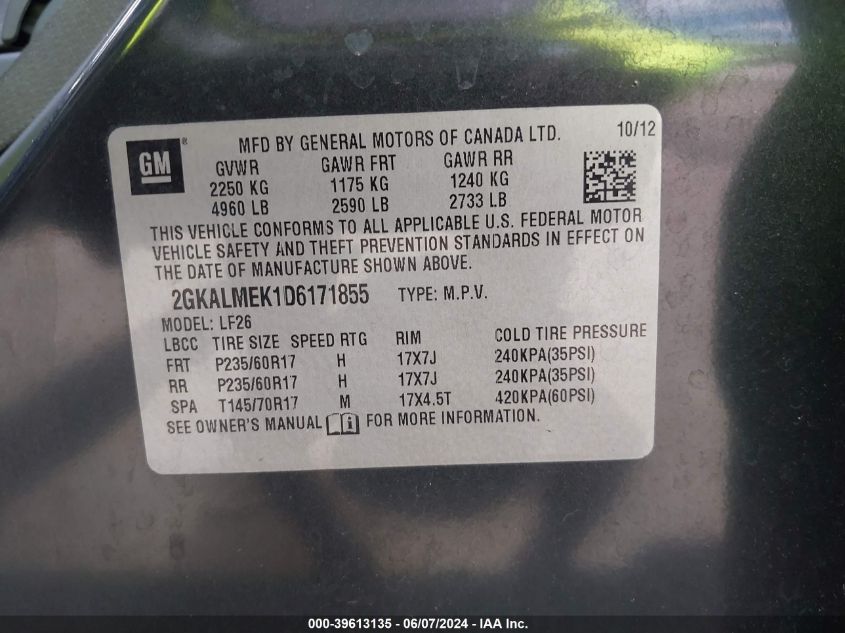 GM ®
MFD BY GENERAL MOTORS OF CANADA LTD. 10/12
GVWR GAWR FRT GAWR RR
2250 KG 1175 KG 1240 KG
4960 LB 2590 LB 2733 LB
THIS VEHICLE CONFORMS TO ALL APPLICABLE U.S. FEDERAL MOTOR
VEHICLE SAFETY AND THEFT PREVENTION STANDARDS IN EFFECT ON
THE DATE OF MANUFACTURE SHOWN ABOVE.
2GKALMEK1D6171855 TYPE: M.P.V.
MODEL: LF26
LBCC TIRE SIZE SPEED RTG RIM COLD TIRE PRESSURE
FRT P235/60R17 H 17X7J 240KPA(35PSI)
RR P235/60R17 H 17X7J 240KPA(35PSI)
SPA T145/70R17 M 17X4.5T 420KPA(60PSI)
SEE OWNER'S MANUAL i FOR MORE INFORMATION.
000-39613135 - 06/07/2024 - IAA Inc.